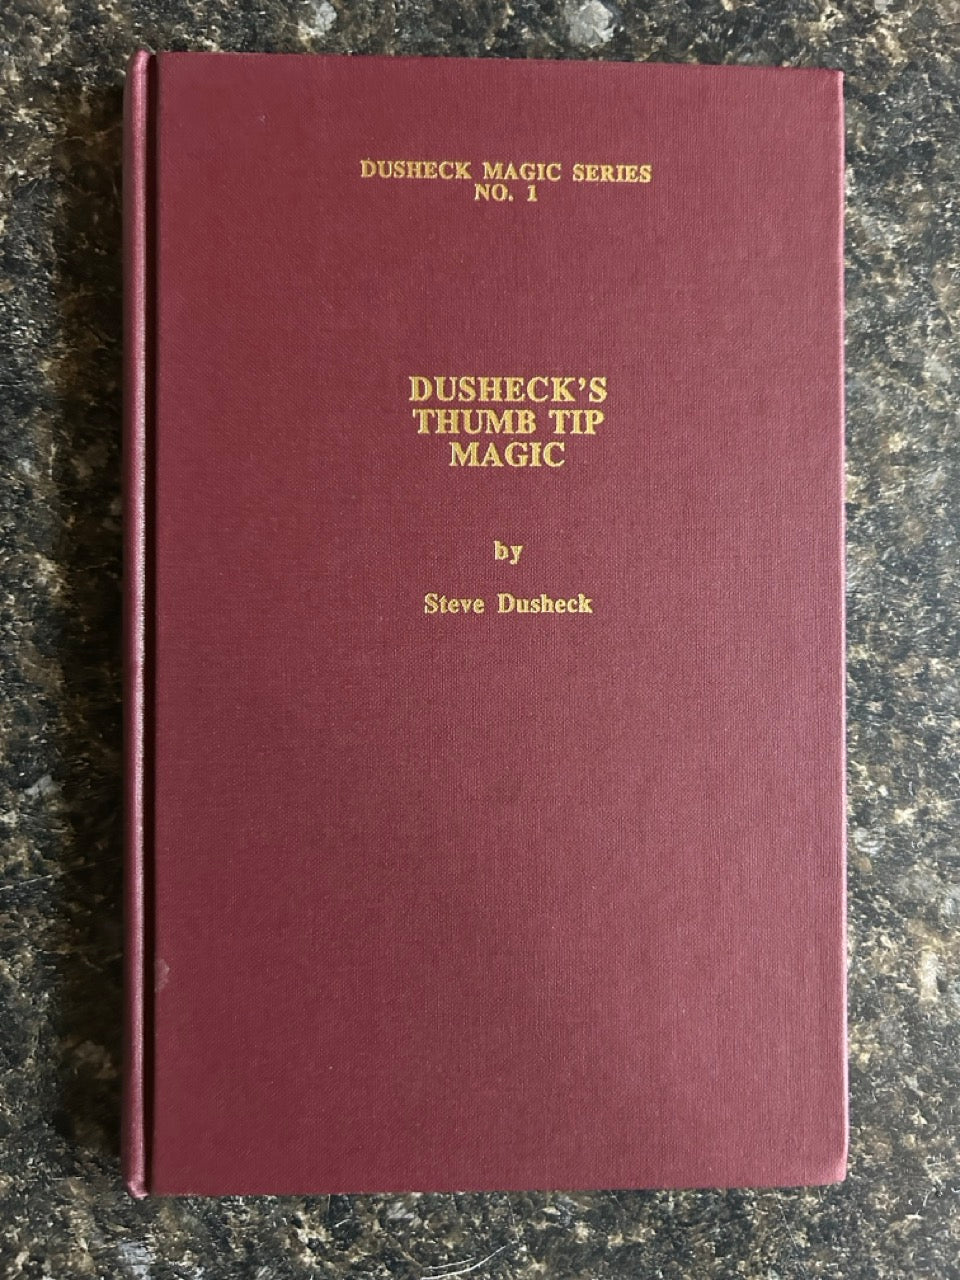 DUSHECK MAGIC SERIES
NO. 1
DUSHECK'S
THUMB TIP
MAGIC
by
Steve Dusheck